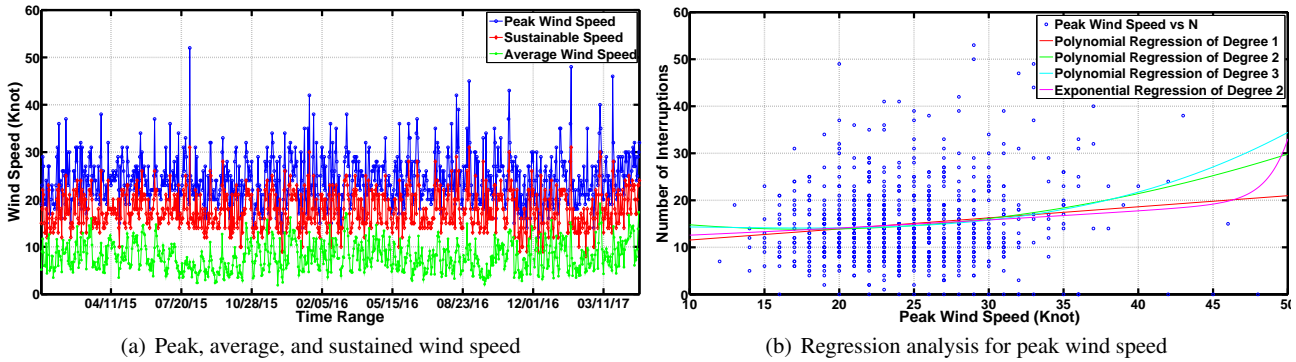 60
50
40
30
20
10
0
Wind Speed (Knot)
Peak Wind Speed
Sustainable Speed
Average Wind Speed
04/11/15 07/20/15 10/28/15 02/05/16 05/15/16 08/23/16 12/01/16 03/11/17
Time Range
(a) Peak, average, and sustained wind speed
60
50
40
30
20
10
0
Number of Interruptions
Peak Wind Speed vs N
Polynomial Regression of Degree 1
Polynomial Regression of Degree 2
Polynomial Regression of Degree 3
Exponential Regression of Degree 2
10 15 20 25 30 35 40 45 50
Peak Wind Speed (Knot)
(b) Regression analysis for peak wind speed